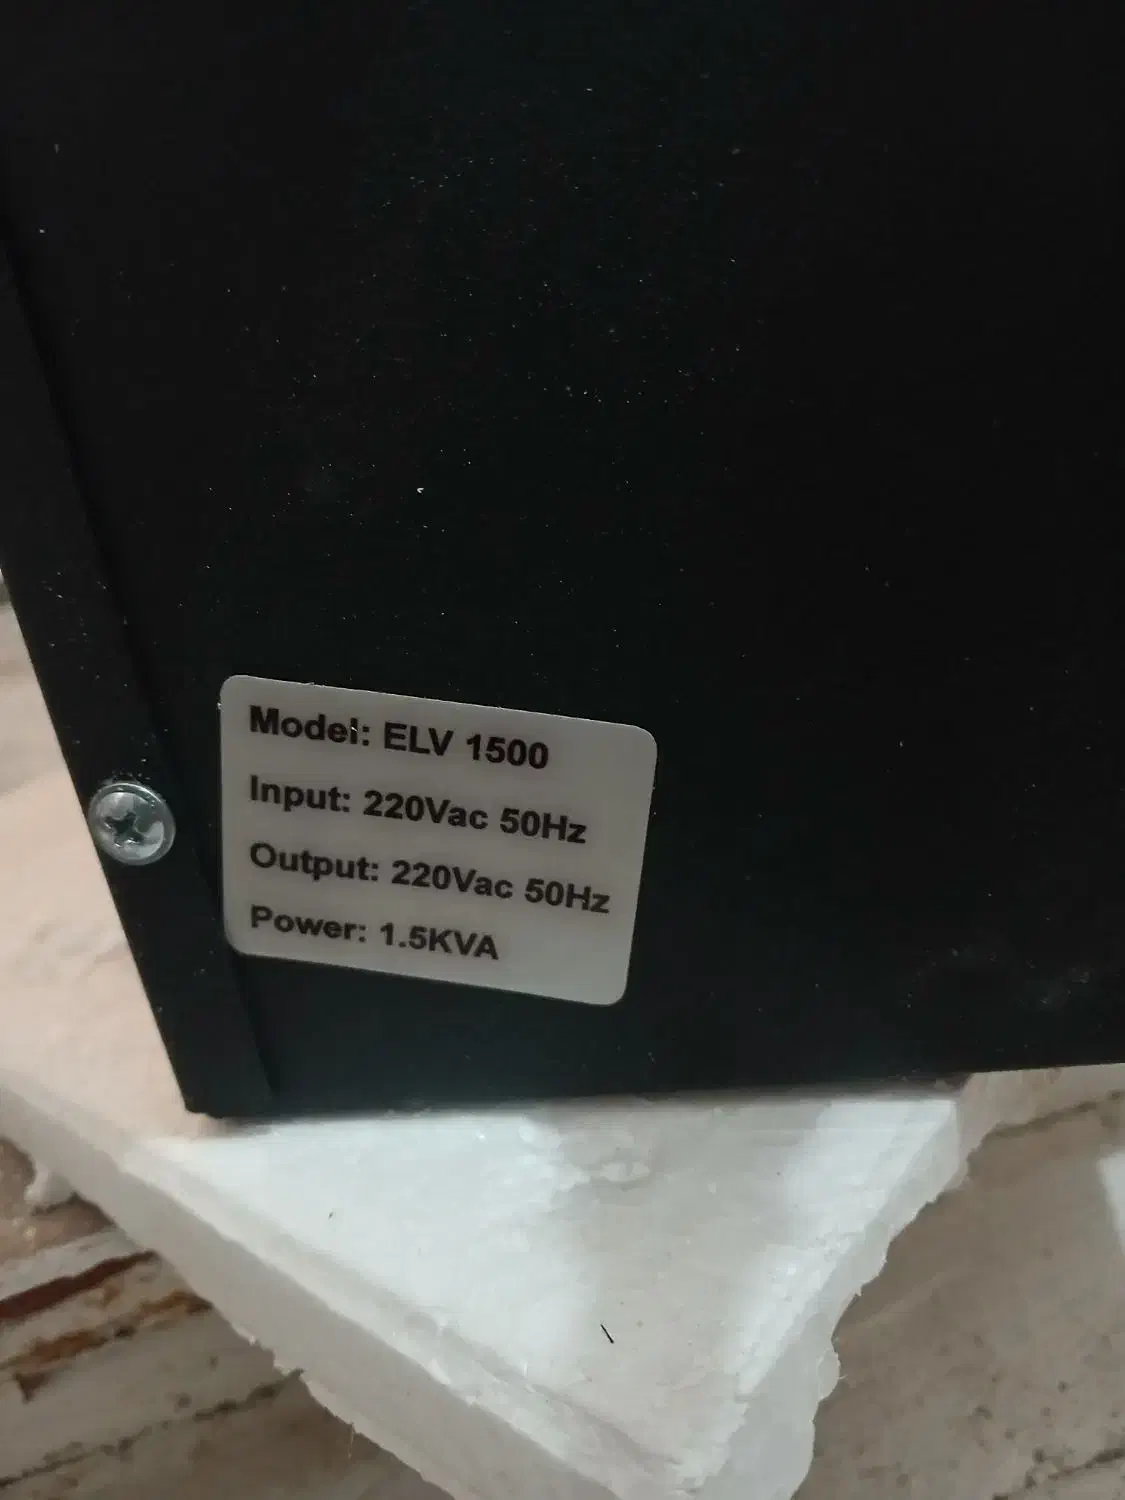 Model: ELV 1500
Input: 220Vac 50Hz
Output: 220Vac 50Hz
Power: 1.5KVA